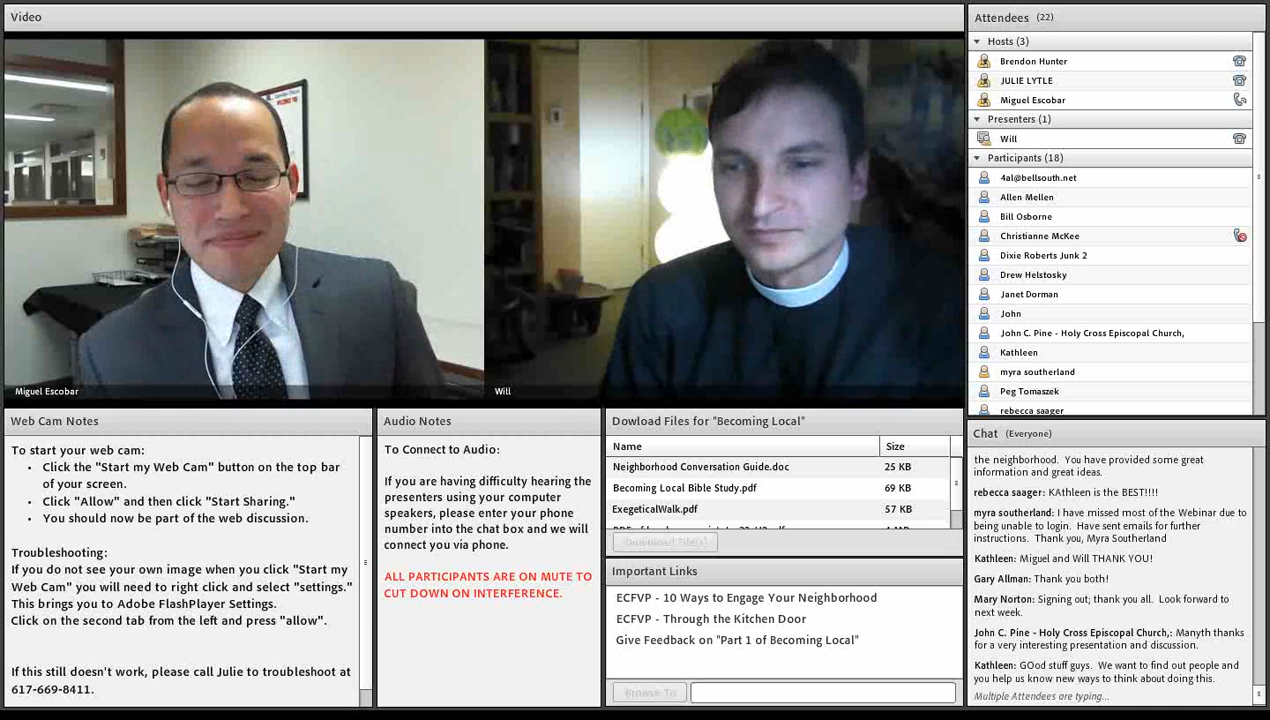 Video
Miguel Escobar
Will
Attendees (22)
Hosts (3)
Brendon Hunter
JULIE LYTLE
Miguel Escobar
Presenters (1)
Will
Participants (18)
4al@bellsouth.net
Allen Mellen
Bill Osborne
Christianne McKee
Dixie Roberts Junk 2
Drew Helstosky
Janet Dorman
John
John C. Pine - Holy Cross Episcopal Church,
Kathleen
myra southerland
Peg Tomaszek
rebecca saager
Web Cam Notes
To start your web cam:
• Click the "Start my Web Cam" button on the top bar
of your screen.
• Click "Allow" and then click "Start Sharing."
• You should now be part of the web discussion.
Troubleshooting:
If you do not see your own image when you click "Start my
Web Cam" you will need to right click and select "settings."
This brings you to Adobe FlashPlayer Settings.
Click on the second tab from the left and press "allow".
If this still doesn't work, please call Julie to troubleshoot at
617-669-8411.
Audio Notes
To Connect to Audio:
If you are having difficulty hearing the
presenters using your computer
speakers, please enter your phone
number into the chat box and we will
connect you via phone.
ALL PARTICIPANTS ARE ON MUTE TO
CUT DOWN ON INTERFERENCE.
Dowload Files for "Becoming Local"
Name Size
Neighborhood Conversation Guide.doc 25 KB
Becoming Local Bible Study.pdf 69 KB
ExegeticalWalk.pdf 57 KB
Download File(s)
Important Links
ECFVP - 10 Ways to Engage Your Neighborhood
ECFVP - Through the Kitchen Door
Give Feedback on "Part 1 of Becoming Local"
Browse To
Chat (Everyone)
the neighborhood. You have provided some great
information and great ideas.
rebecca saager: KAthleen is the BEST!!!!
myra southerland: I have missed most of the Webinar due to
being unable to login. Have sent emails for further
instructions. Thank you, Myra Southerland
Kathleen: Miguel and Will THANK YOU!
Gary Allman: Thank you both!
Mary Norton: Signing out; thank you all. Look forward to
next week.
John C. Pine - Holy Cross Episcopal Church,: Manyth thanks
for a very interesting presentation and discussion.
Kathleen: GOod stuff guys. We want to find out people and
you help us know new ways to think about doing this.
Multiple Attendees are typing...